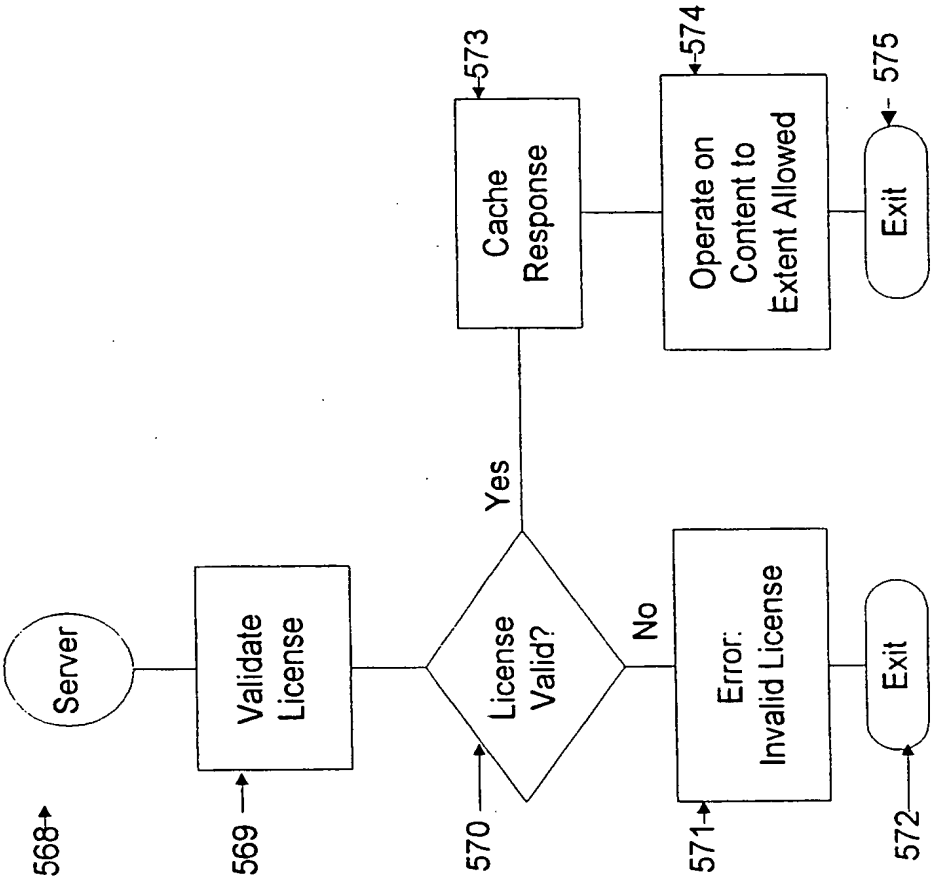 568
Server
569
Validate
License
570
License
Valid?
Yes
No
571
Error:
Invalid License
572
Exit
573
Cache
Response
574
Operate on
Content to
Extent Allowed
575
Exit